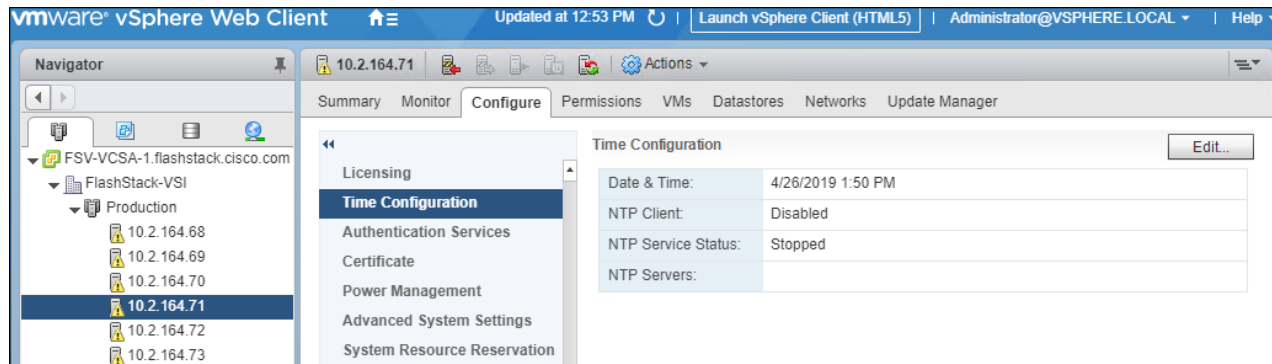 vmware® vSphere Web Client Updated at 12:53 PM | Launch vSphere Client (HTML5) | Administrator@VSPHERE.LOCAL | Help
Navigator
10.2.164.71 Actions
Summary Monitor Configure Permissions VMs Datastores Networks Update Manager
FSV-VCSA-1.flashstack.cisco.com
FlashStack-VSI
Production
10.2.164.68
10.2.164.69
10.2.164.70
10.2.164.71
10.2.164.72
10.2.164.73
Licensing
Time Configuration
Authentication Services
Certificate
Power Management
Advanced System Settings
System Resource Reservation
Time Configuration Edit...
Date & Time: 4/26/2019 1:50 PM
NTP Client: Disabled
NTP Service Status: Stopped
NTP Servers: